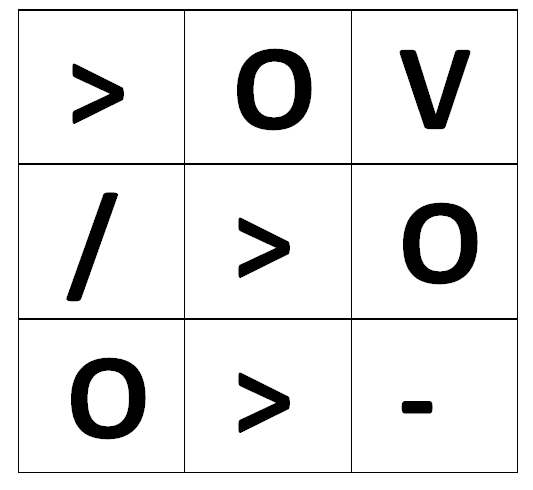 > O V
/ > O
O > -